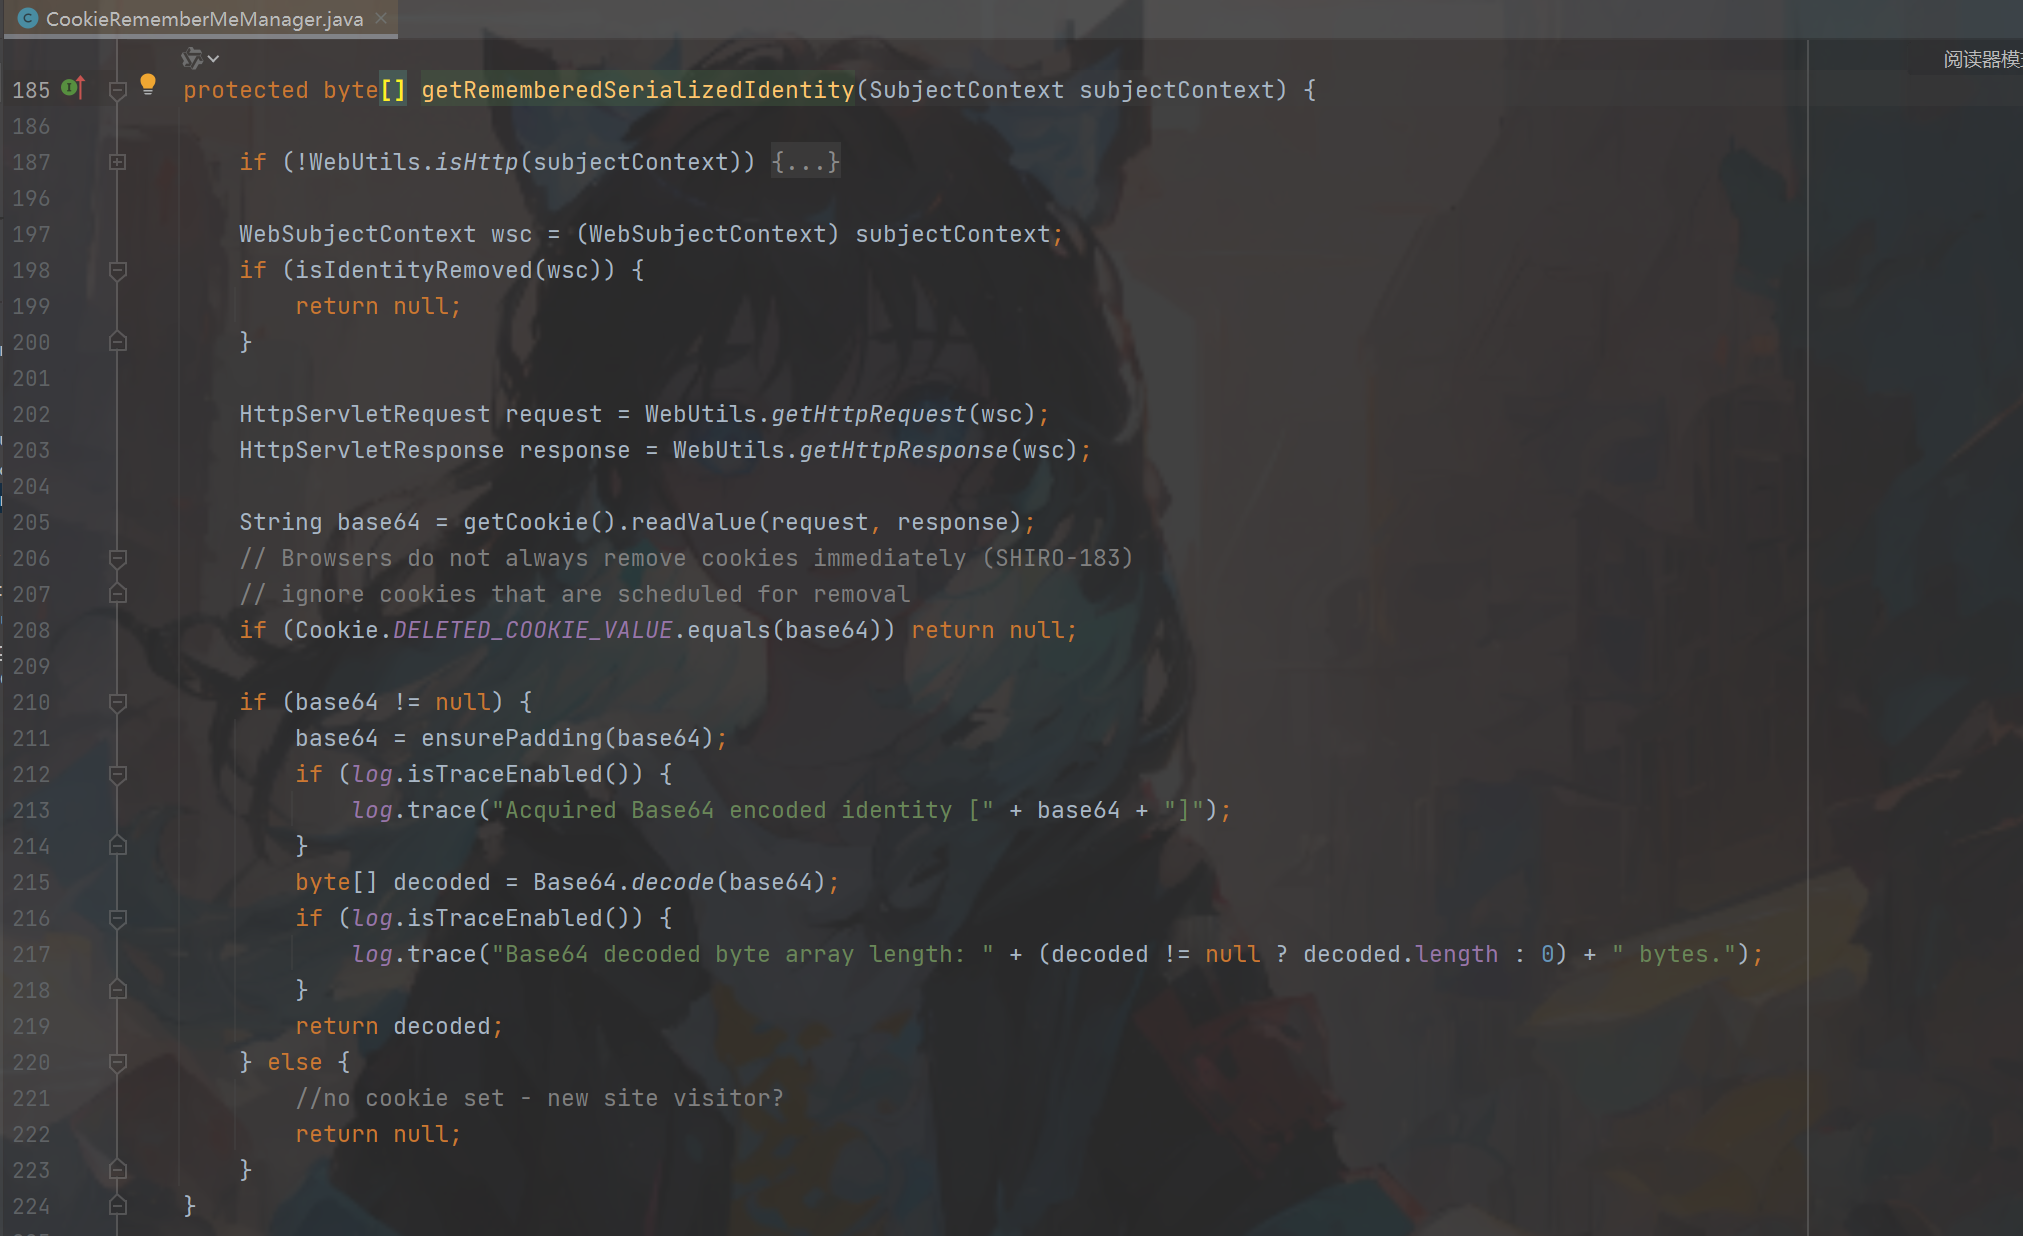 CookieRememberMeManager.java
阅读器模式
185 protected byte[] getRememberedSerializedIdentity(SubjectContext subjectContext) {
186
187 if (!WebUtils.isHttp(subjectContext)) {...}
196
197 WebSubjectContext wsc = (WebSubjectContext) subjectContext;
198 if (isIdentityRemoved(wsc)) {
199 return null;
200 }
201
202 HttpServletRequest request = WebUtils.getHttpRequest(wsc);
203 HttpServletResponse response = WebUtils.getHttpResponse(wsc);
204
205 String base64 = getCookie().readValue(request, response);
206 // Browsers do not always remove cookies immediately (SHIRO-183)
207 // ignore cookies that are scheduled for removal
208 if (Cookie.DELETED_COOKIE_VALUE.equals(base64)) return null;
209
210 if (base64 != null) {
211 base64 = ensurePadding(base64);
212 if (log.isTraceEnabled()) {
213 log.trace("Acquired Base64 encoded identity [" + base64 + "]");
214 }
215 byte[] decoded = Base64.decode(base64);
216 if (log.isTraceEnabled()) {
217 log.trace("Base64 decoded byte array length: " + (decoded != null ? decoded.length : 0) + " bytes.");
218 }
219 return decoded;
220 } else {
221 //no cookie set - new site visitor?
222 return null;
223 }
224 }